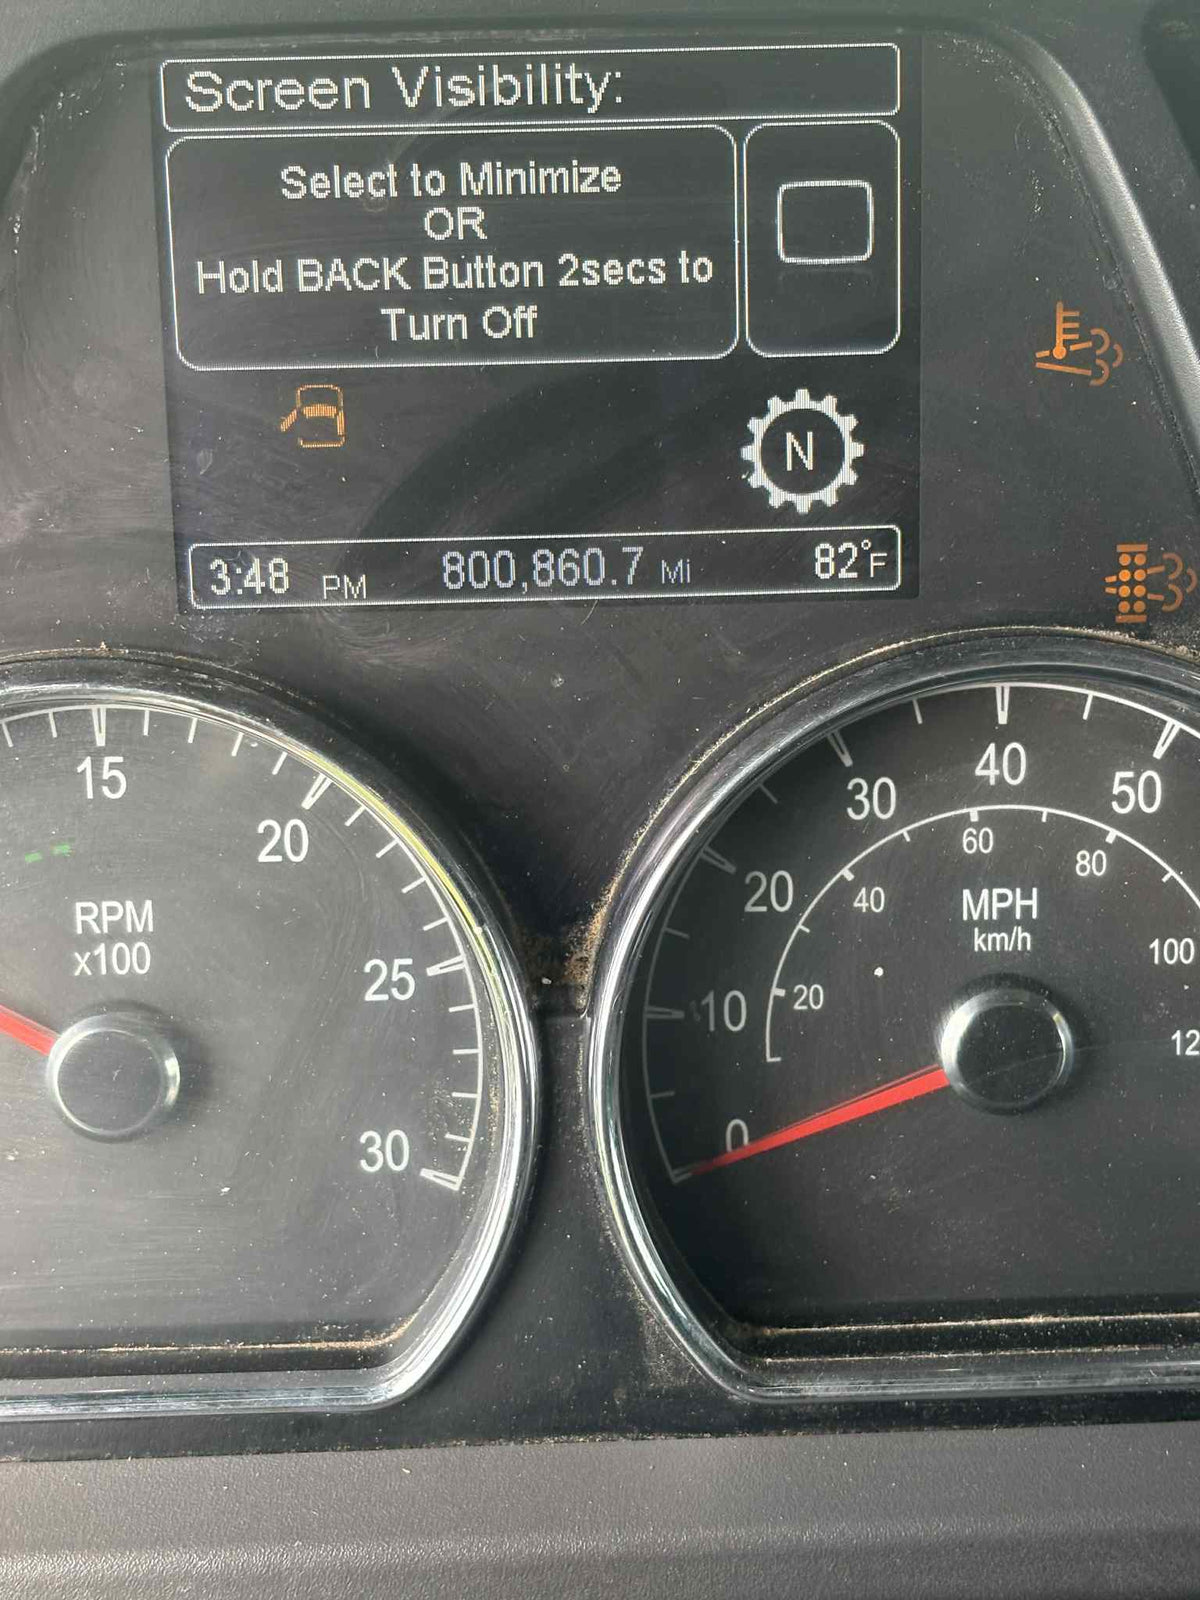 Screen Visibility:
Select to Minimize
OR
Hold BACK Button 2secs to
Turn Off
N
3:48 PM 800,860.7 Mi 82°F
15
20
25
30
RPM
x100
0
10
20
30
40
50
20
40
60
80
100
12
MPH
km/h